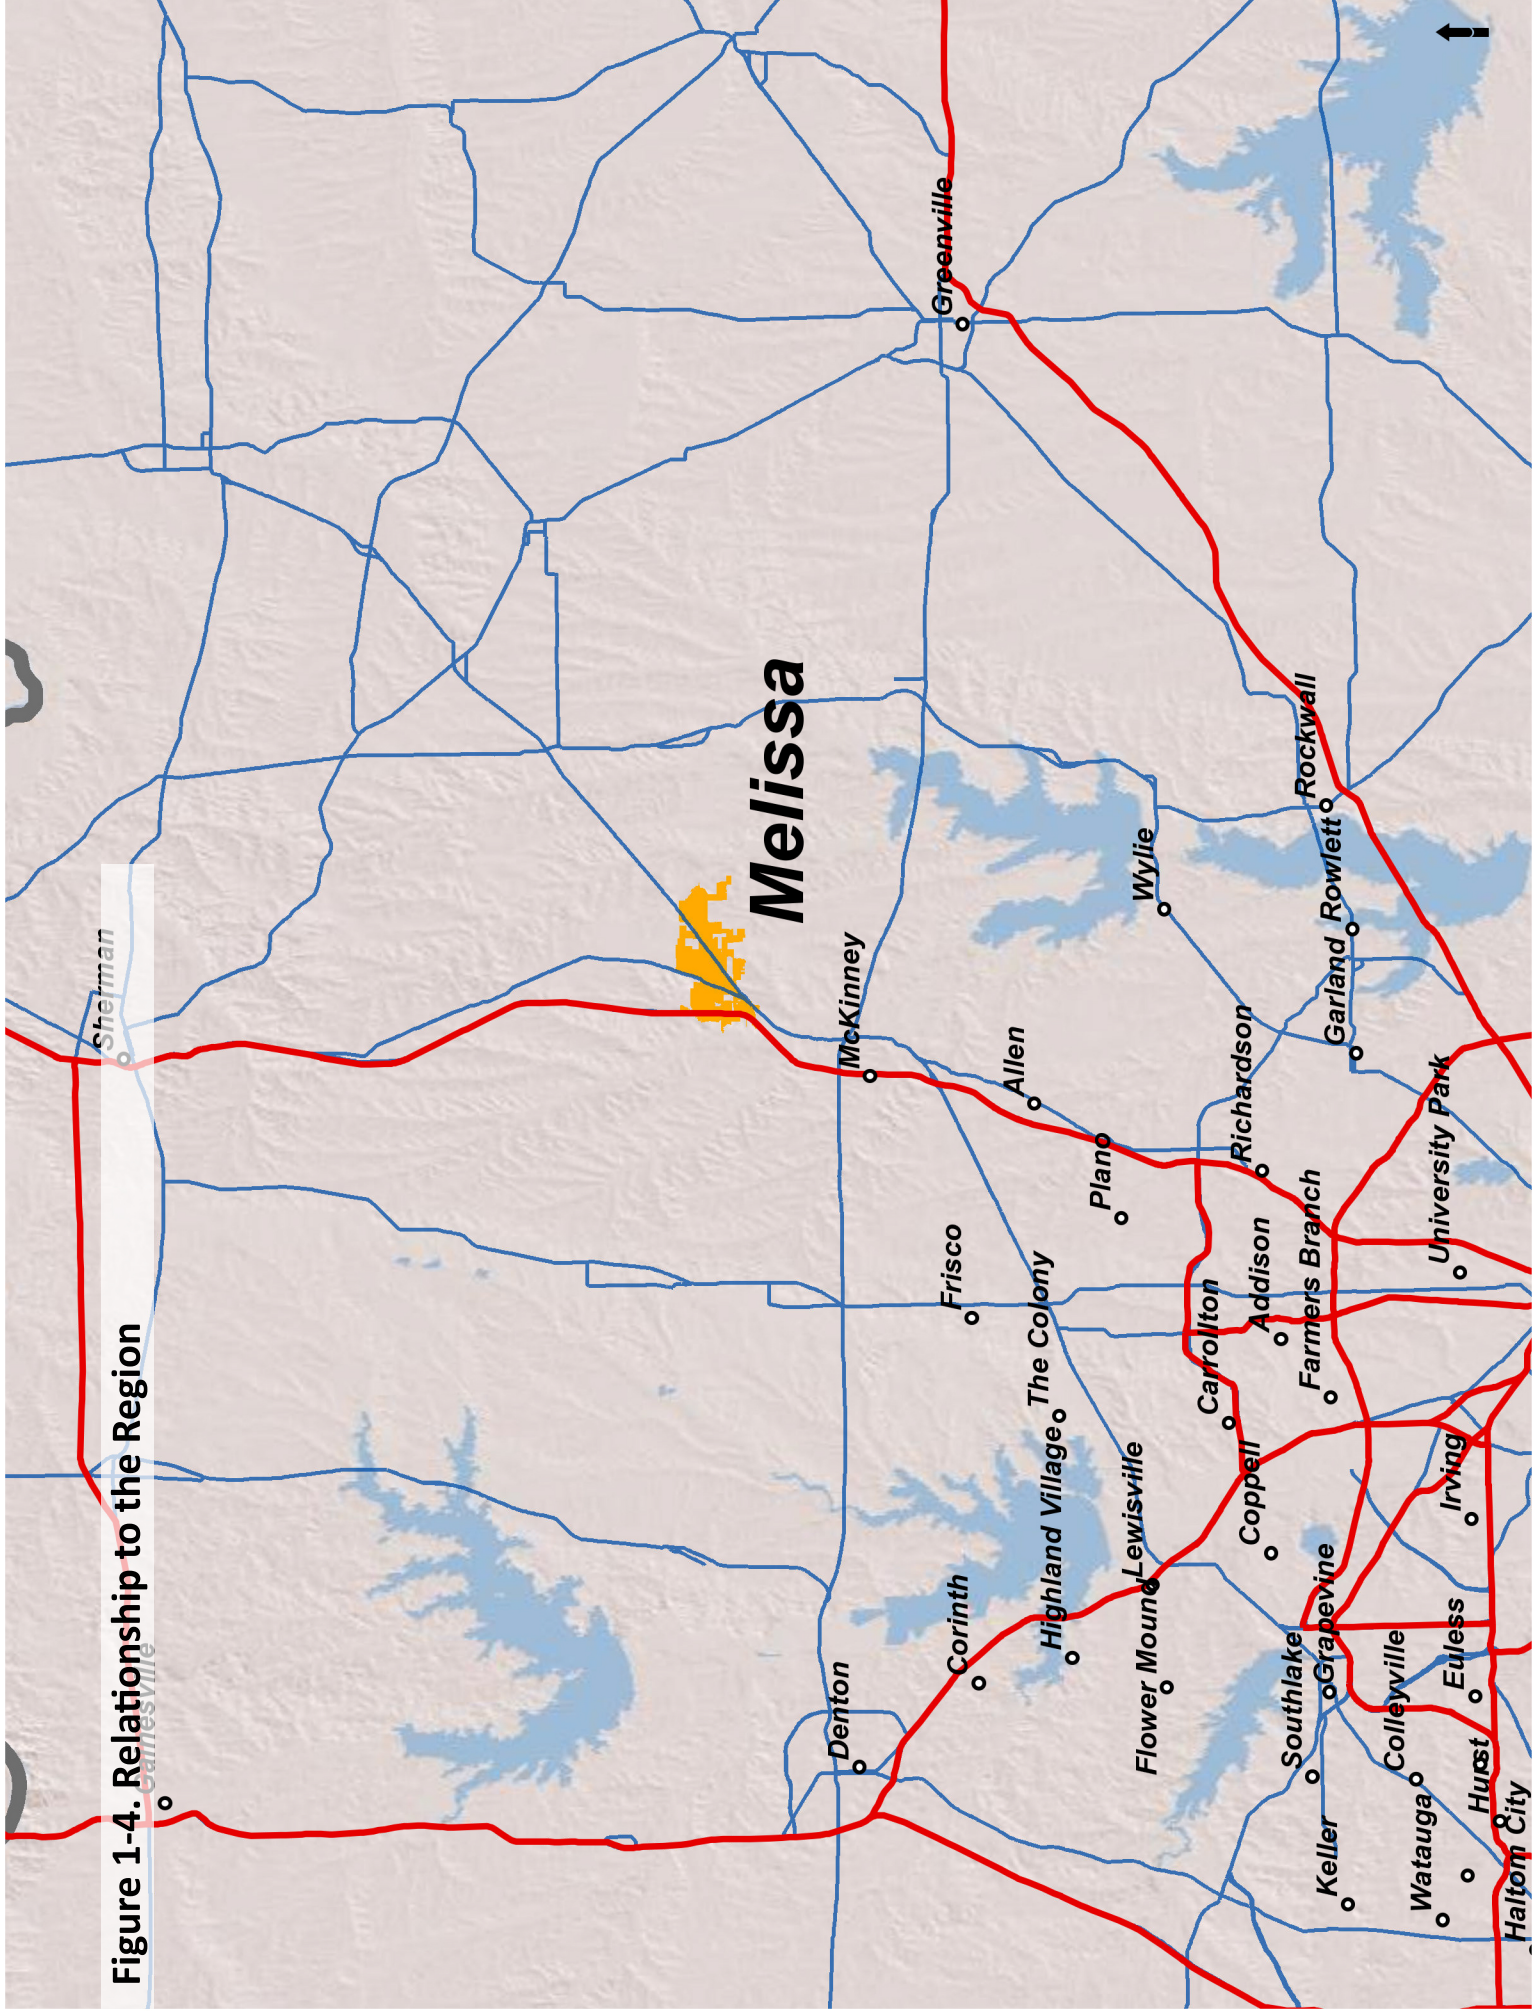 Figure 1-4. Relationship to the Region
Sherman
Gainesville
Melissa
Greenville
McKinney
Denton
Frisco
Corinth
Allen
The Colony
Highland Village
Plano
Wylie
Lewisville
Flower Mound
Carrollton
Richardson
Coppell
Addison
Farmers Branch
Rockwall
Rowlett
Garland
Southlake
Grapevine
Keller
Colleyville
University Park
Irving
Euless
Watauga
Hurst
Haltom City